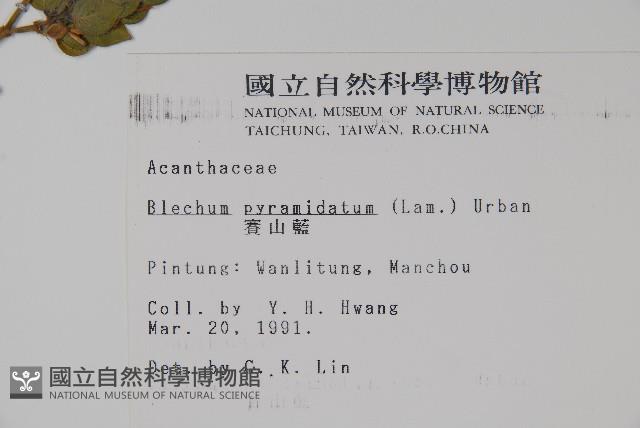 國立自然科學博物館
NATIONAL MUSEUM OF NATURAL SCIENCE
TAICHUNG, TAIWAN, R.O.CHINA
Acanthaceae
Blechum pyramidatum (Lam.) Urban
賽山藍
Pintung: Wanlitung, Manchou
Coll. by Y. H. Hwang
Mar. 20, 1991.
Det. by C. K. Lin
國立自然科學博物館
NATIONAL MUSEUM OF NATURAL SCIENCE